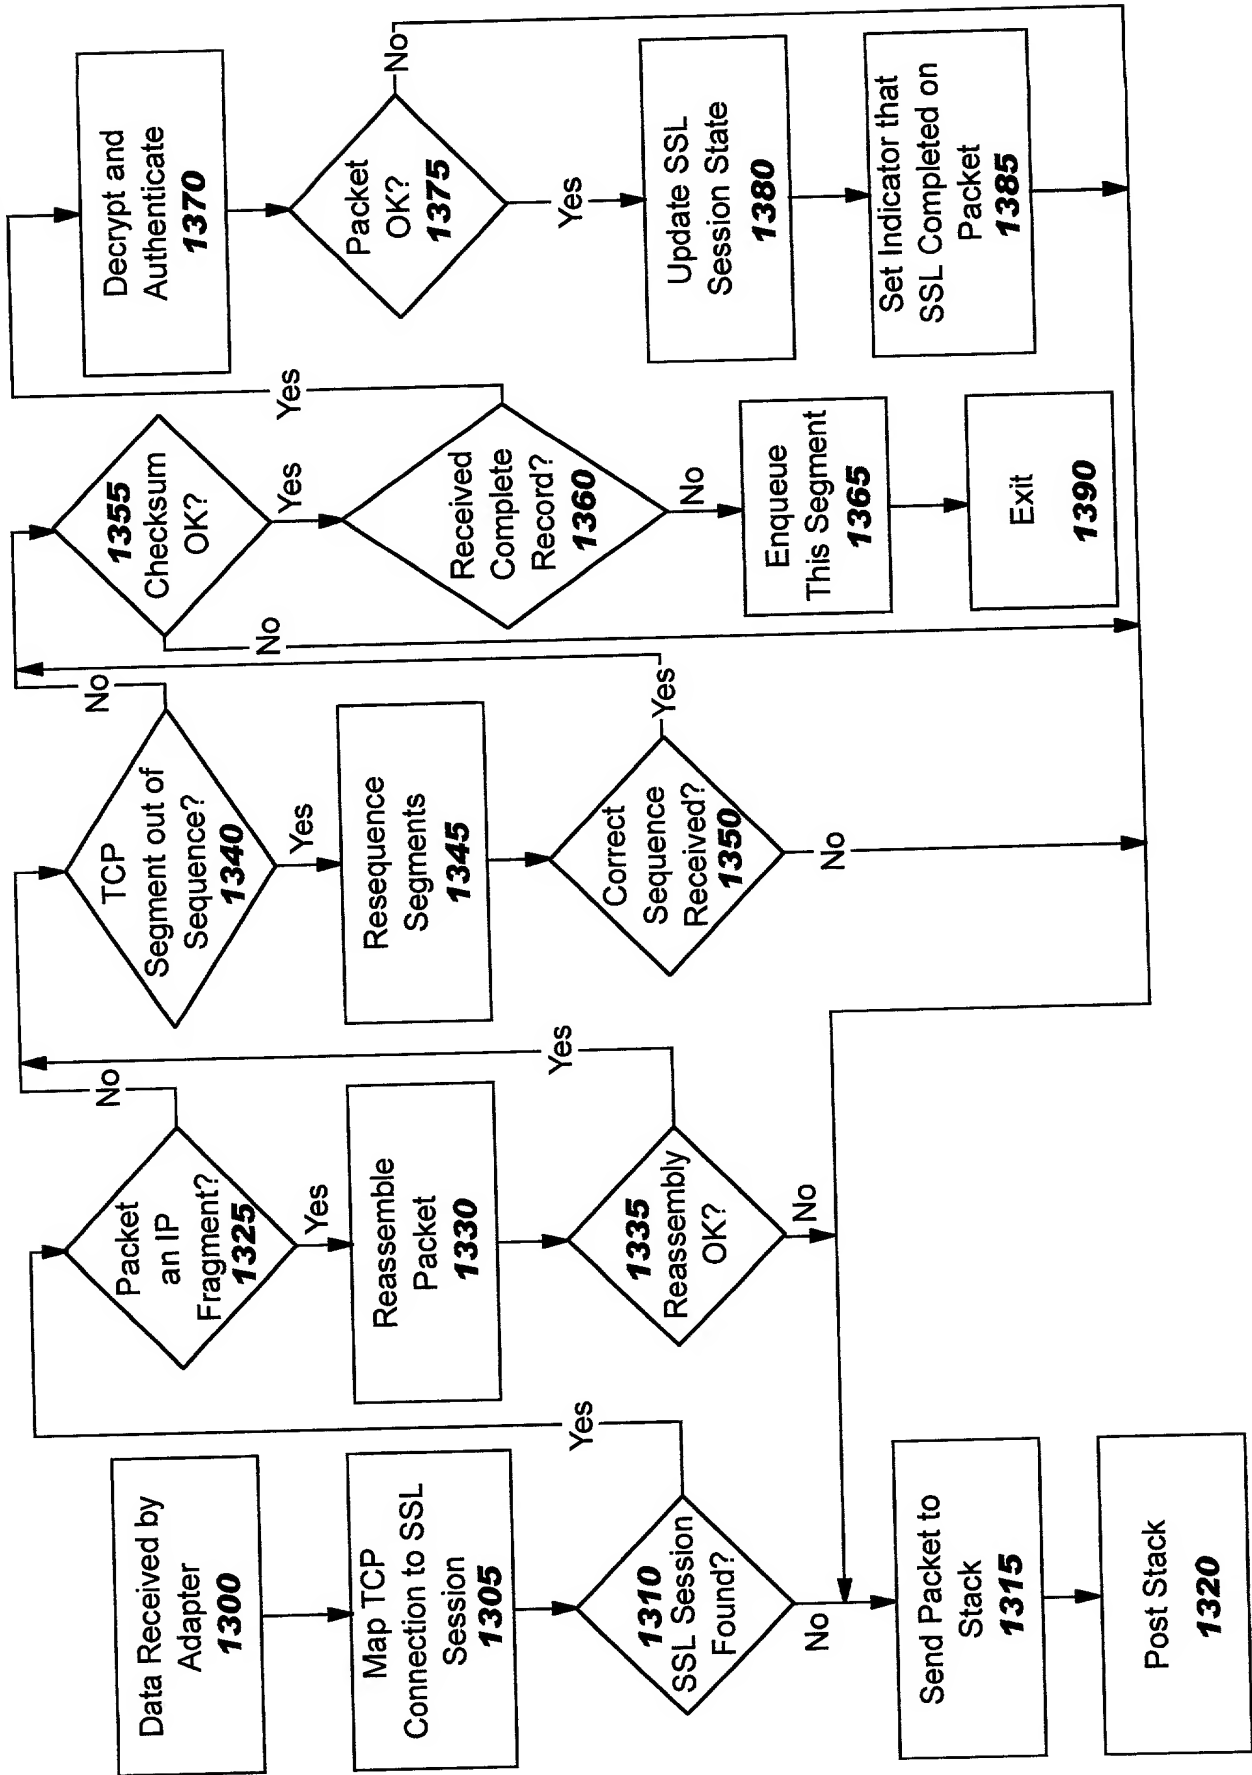 Data Received by
Adapter
1300
Map TCP
Connection to SSL
Session
1305
1310
SSL Session
Found?
Yes
No
Send Packet to
Stack
1315
Post Stack
1320
Packet
an IP
Fragment?
1325
No
Yes
Reassemble
Packet
1330
1335
Reassembly
OK?
Yes
No
TCP
Segment out of
Sequence?
1340
No
Yes
Resequence
Segments
1345
Correct
Sequence
Received?
1350
Yes
No
1355
Checksum
OK?
No
Yes
Received
Complete
Record?
1360
Yes
No
Enqueue
This Segment
1365
Exit
1390
Decrypt and
Authenticate
1370
Packet
OK?
1375
No
Yes
Update SSL
Session State
1380
Set Indicator that
SSL Completed on
Packet
1385